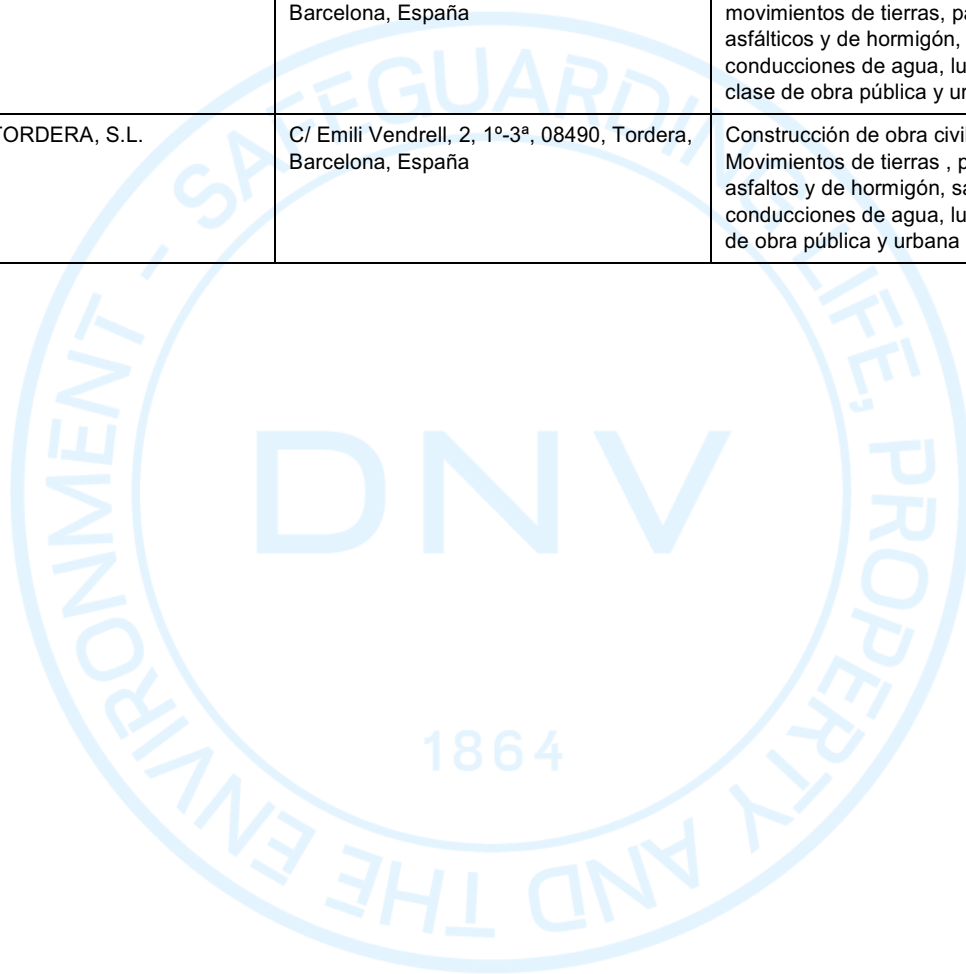 Barcelona, España
movimientos de tierras,
asfálticos y de hormigón,
conducciones de agua,
clase de obra pública y
TORDERA, S.L.
C/ Emili Vendrell, 2, 1º-3ª, 08490, Tordera,
Barcelona, España
Construcción de obra
Movimientos de tierras ,
asfaltos y de hormigón,
conducciones de agua,
de obra pública y urbana
SAFEGUARDING LIFE, PROPERTY AND THE ENVIRONMENT -
DNV
1864